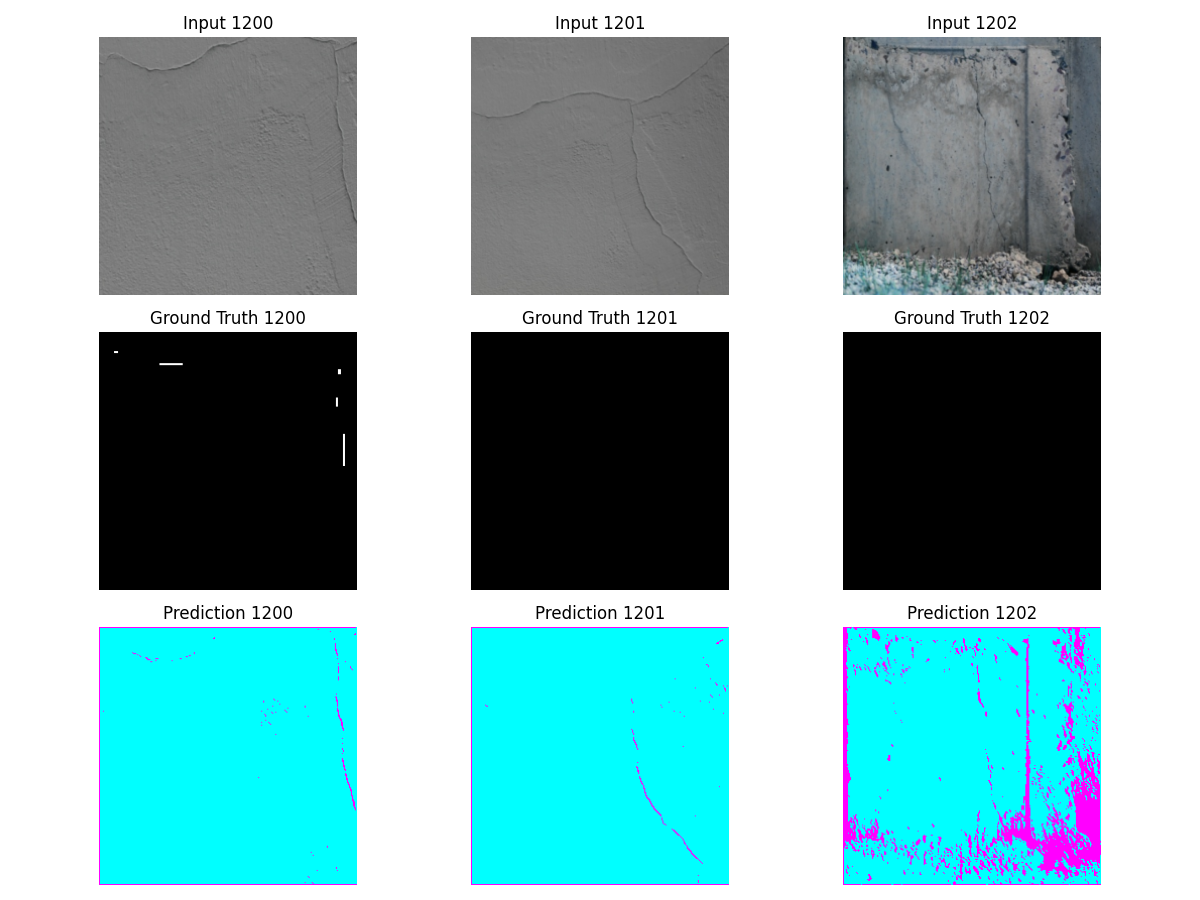 Input 1200
Input 1201
Input 1202
Ground Truth 1200
Ground Truth 1201
Ground Truth 1202
Prediction 1200
Prediction 1201
Prediction 1202